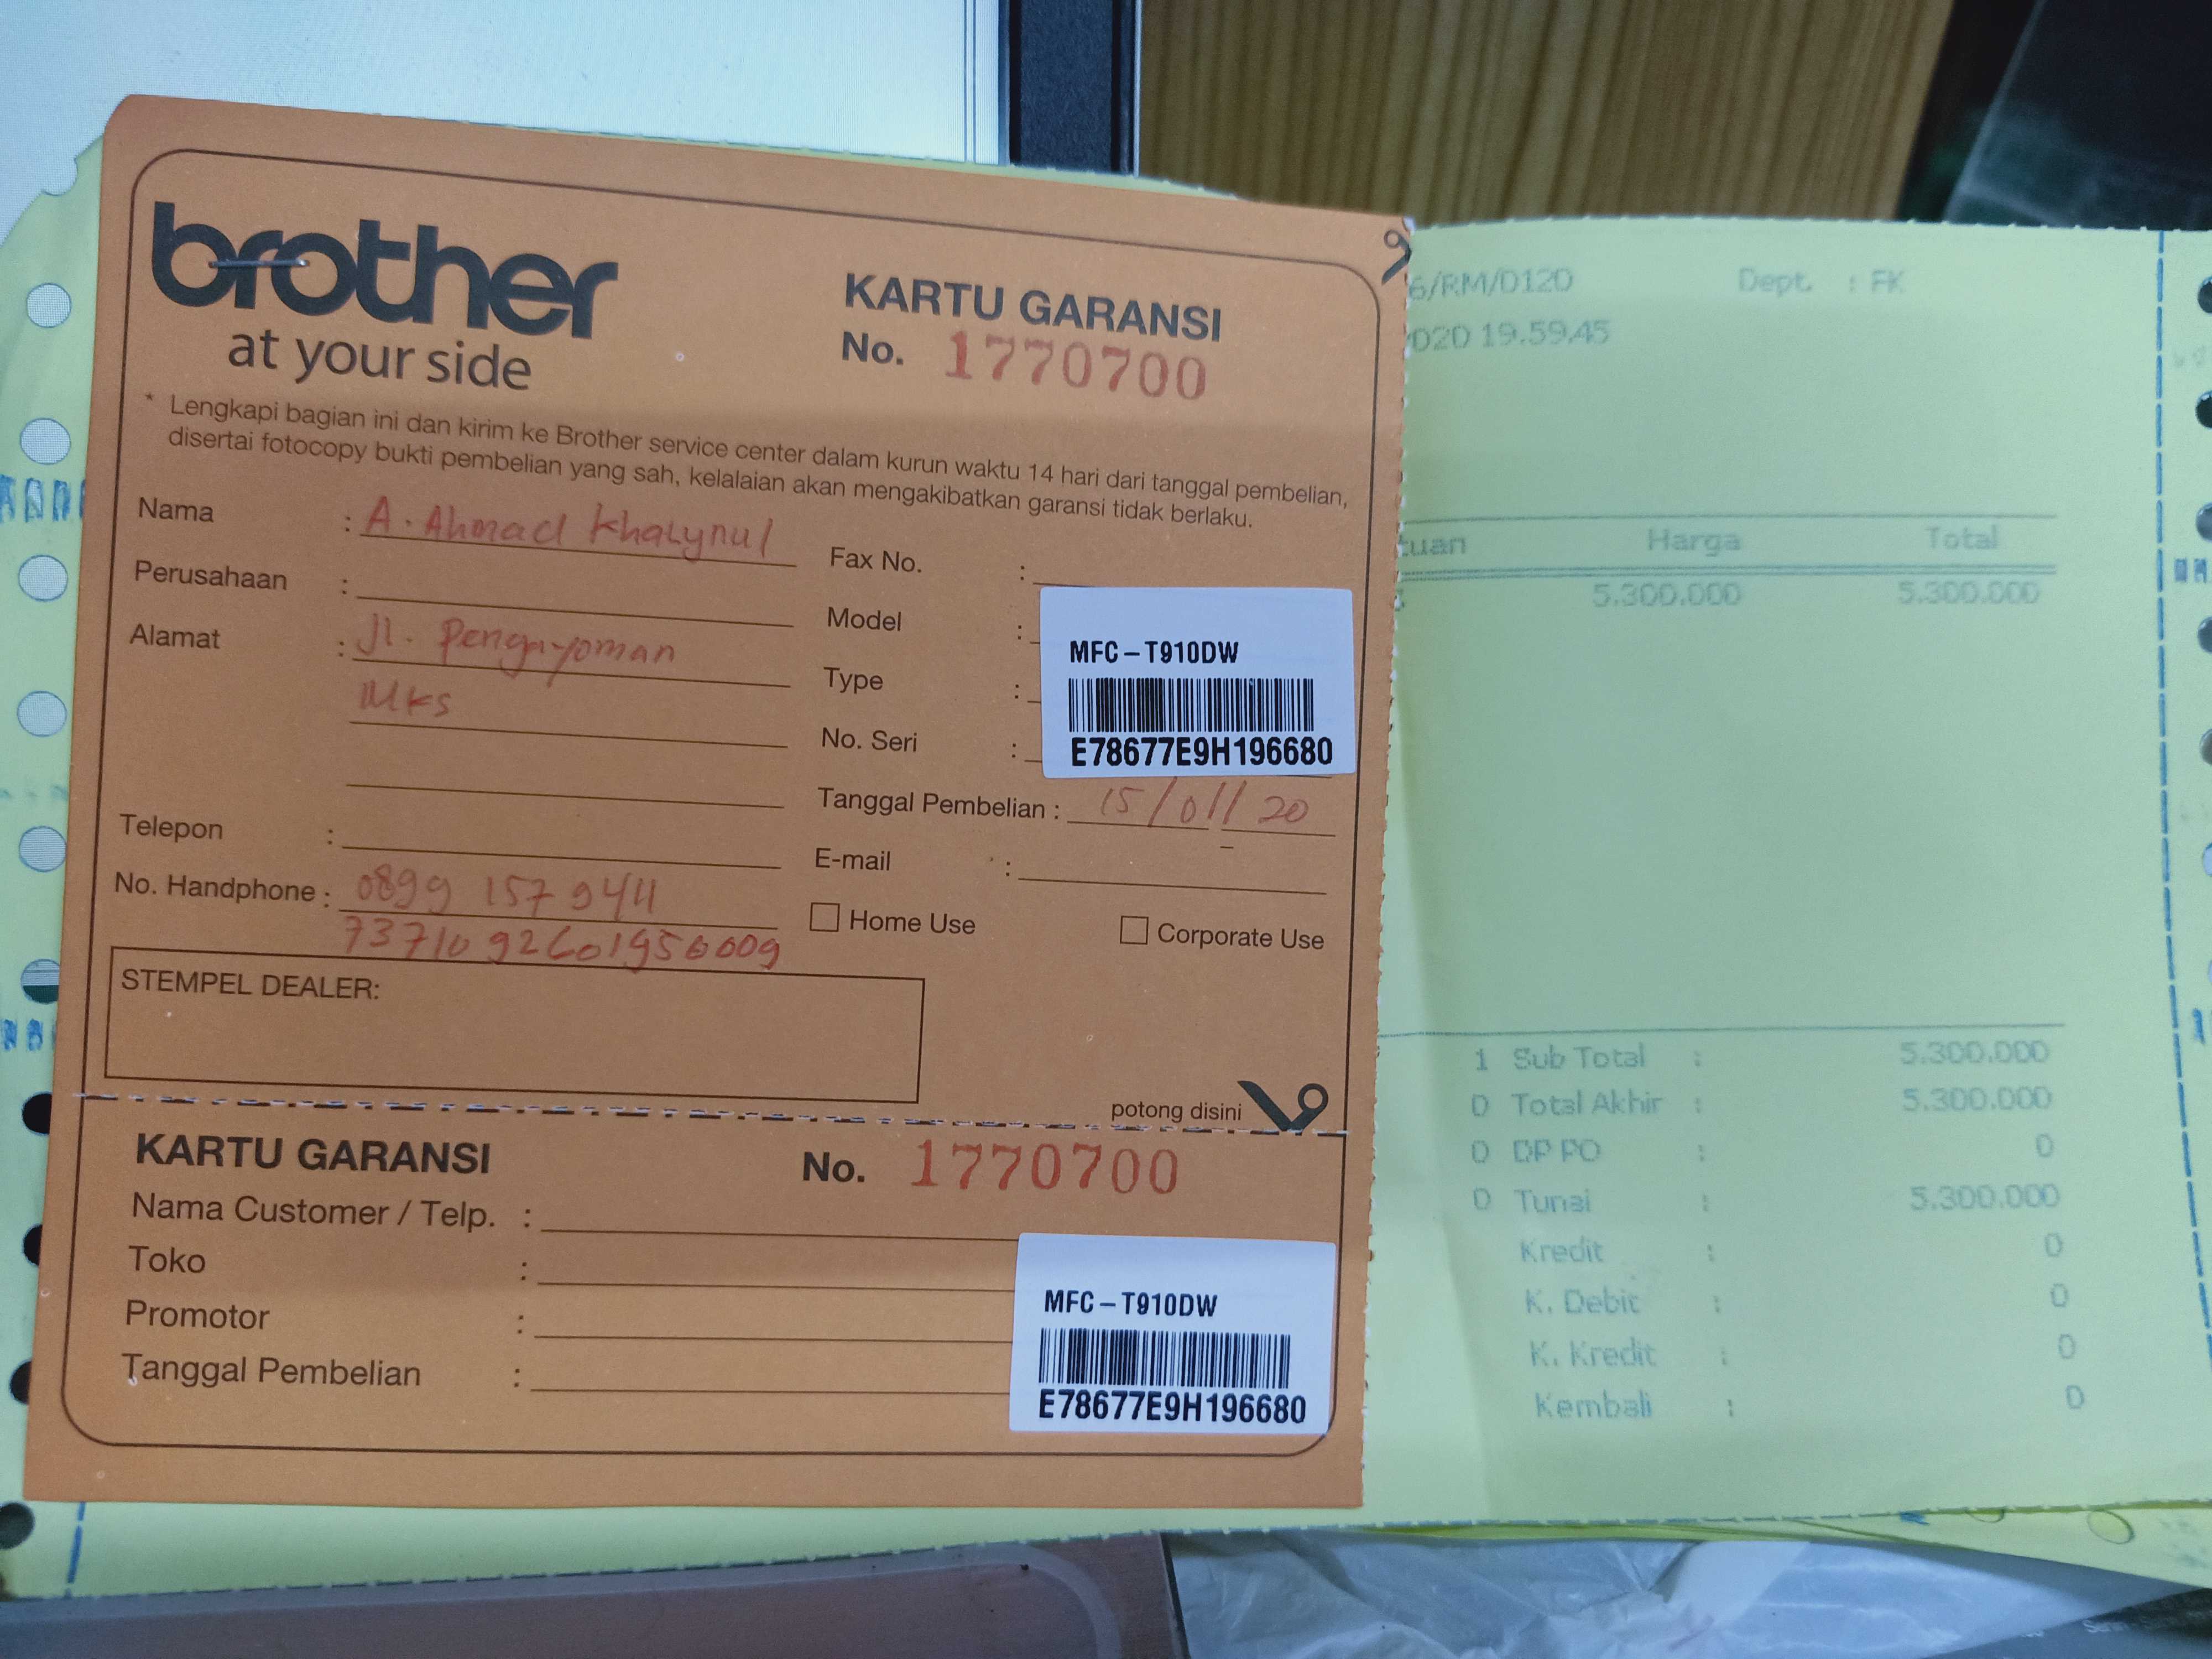 brother
at your side
KARTU GARANSI
No. 1770700
* Lengkapi bagian ini dan kirim ke Brother service center dalam kurun waktu 14 hari dari tanggal pembelian,
disertai fotocopy bukti pembelian yang sah, kelalaian akan mengakibatkan garansi tidak berlaku.
Nama : A. Ahmad Khalynul
Perusahaan :
Alamat : Jl. Pengayoman
Mks
Telepon :
No. Handphone : 0899 157 9411
Fax No. :
Model :
Type :
No. Seri :
MFC-T910DW
E78677E9H196680
Tanggal Pembelian : 15/01/20
E-mail :
Home Use
Corporate Use
STEMPEL DEALER:
potong disini
KARTU GARANSI
No. 1770700
Nama Customer / Telp. :
Toko :
Promotor :
Tanggal Pembelian :
MFC-T910DW
E78677E9H196680
6/RM/0120 Dept. : FK
020 19.59.45
tuan Harga Total
5.300.000 5.300.000
1 Sub Total : 5.300.000
0 Total Akhir : 5.300.000
0 DP PO : 0
0 Tunai : 5.300.000
Kredit : 0
K. Debit : 0
K. Kredit : 0
Kembali : 0